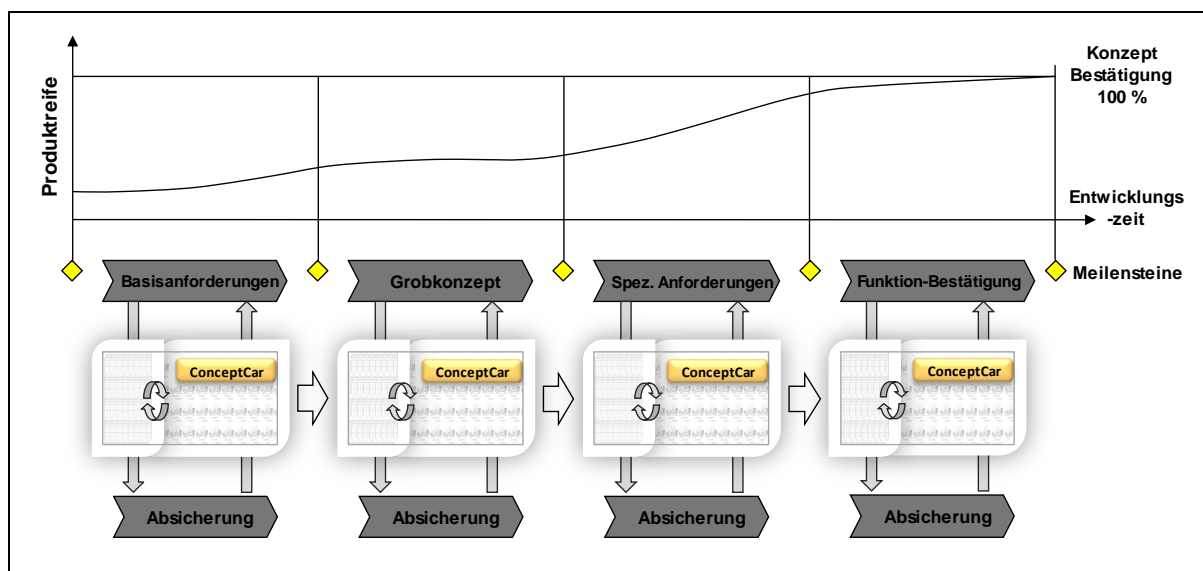 Produktreife
Konzept
Bestätigung
100 %
Entwicklungs
-zeit
Meilensteine
Basisanforderungen
Grobkonzept
Spez. Anforderungen
Funktion-Bestätigung
ConceptCar
ConceptCar
ConceptCar
ConceptCar
Absicherung
Absicherung
Absicherung
Absicherung